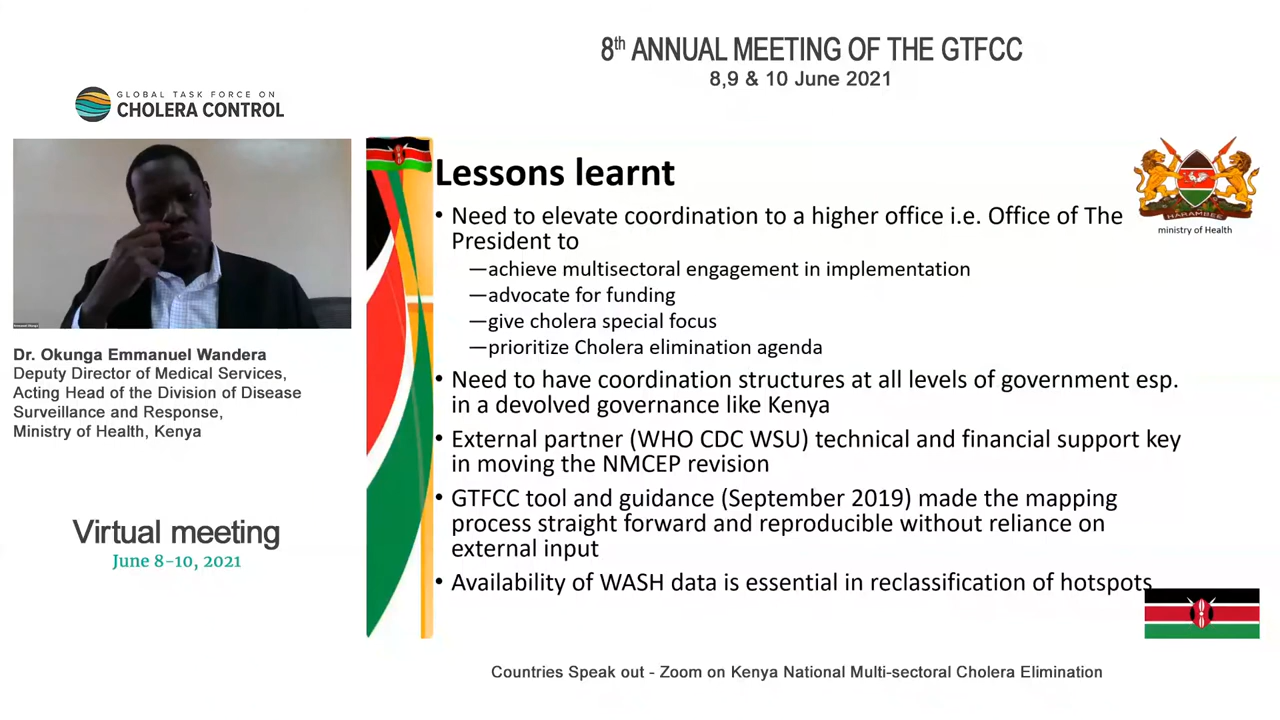 8th ANNUAL MEETING OF THE GTFCC
8,9 & 10 June 2021
GLOBAL TASK FORCE ON
CHOLERA CONTROL
Dr. Okunga Emmanuel Wandera
Deputy Director of Medical Services,
Acting Head of the Division of Disease
Surveillance and Response,
Ministry of Health, Kenya
Virtual meeting
June 8-10, 2021
Lessons learnt
• Need to elevate coordination to a higher office i.e. Office of The
President to
—achieve multisectoral engagement in implementation
—advocate for funding
—give cholera special focus
—prioritize Cholera elimination agenda
• Need to have coordination structures at all levels of government esp.
in a devolved governance like Kenya
• External partner (WHO CDC WSU) technical and financial support key
in moving the NMCEP revision
• GTFCC tool and guidance (September 2019) made the mapping
process straight forward and reproducible without reliance on
external input
• Availability of WASH data is essential in reclassification of hotspots
HARAMBEE
ministry of Health
Countries Speak out - Zoom on Kenya National Multi-sectoral Cholera Elimination